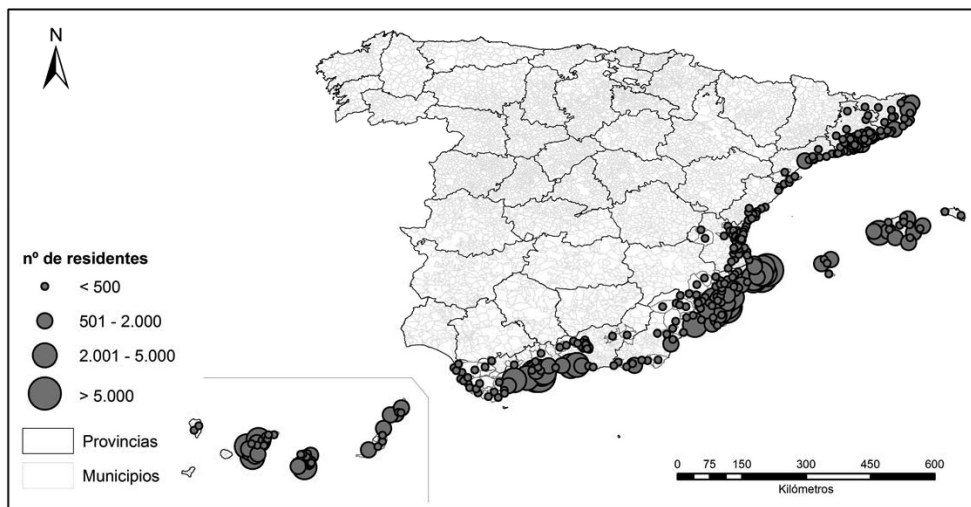 N
nº de residentes
< 500
501 - 2.000
2.001 - 5.000
> 5.000
Provincias
Municipios
0 75 150 300 450 600
Kilómetros